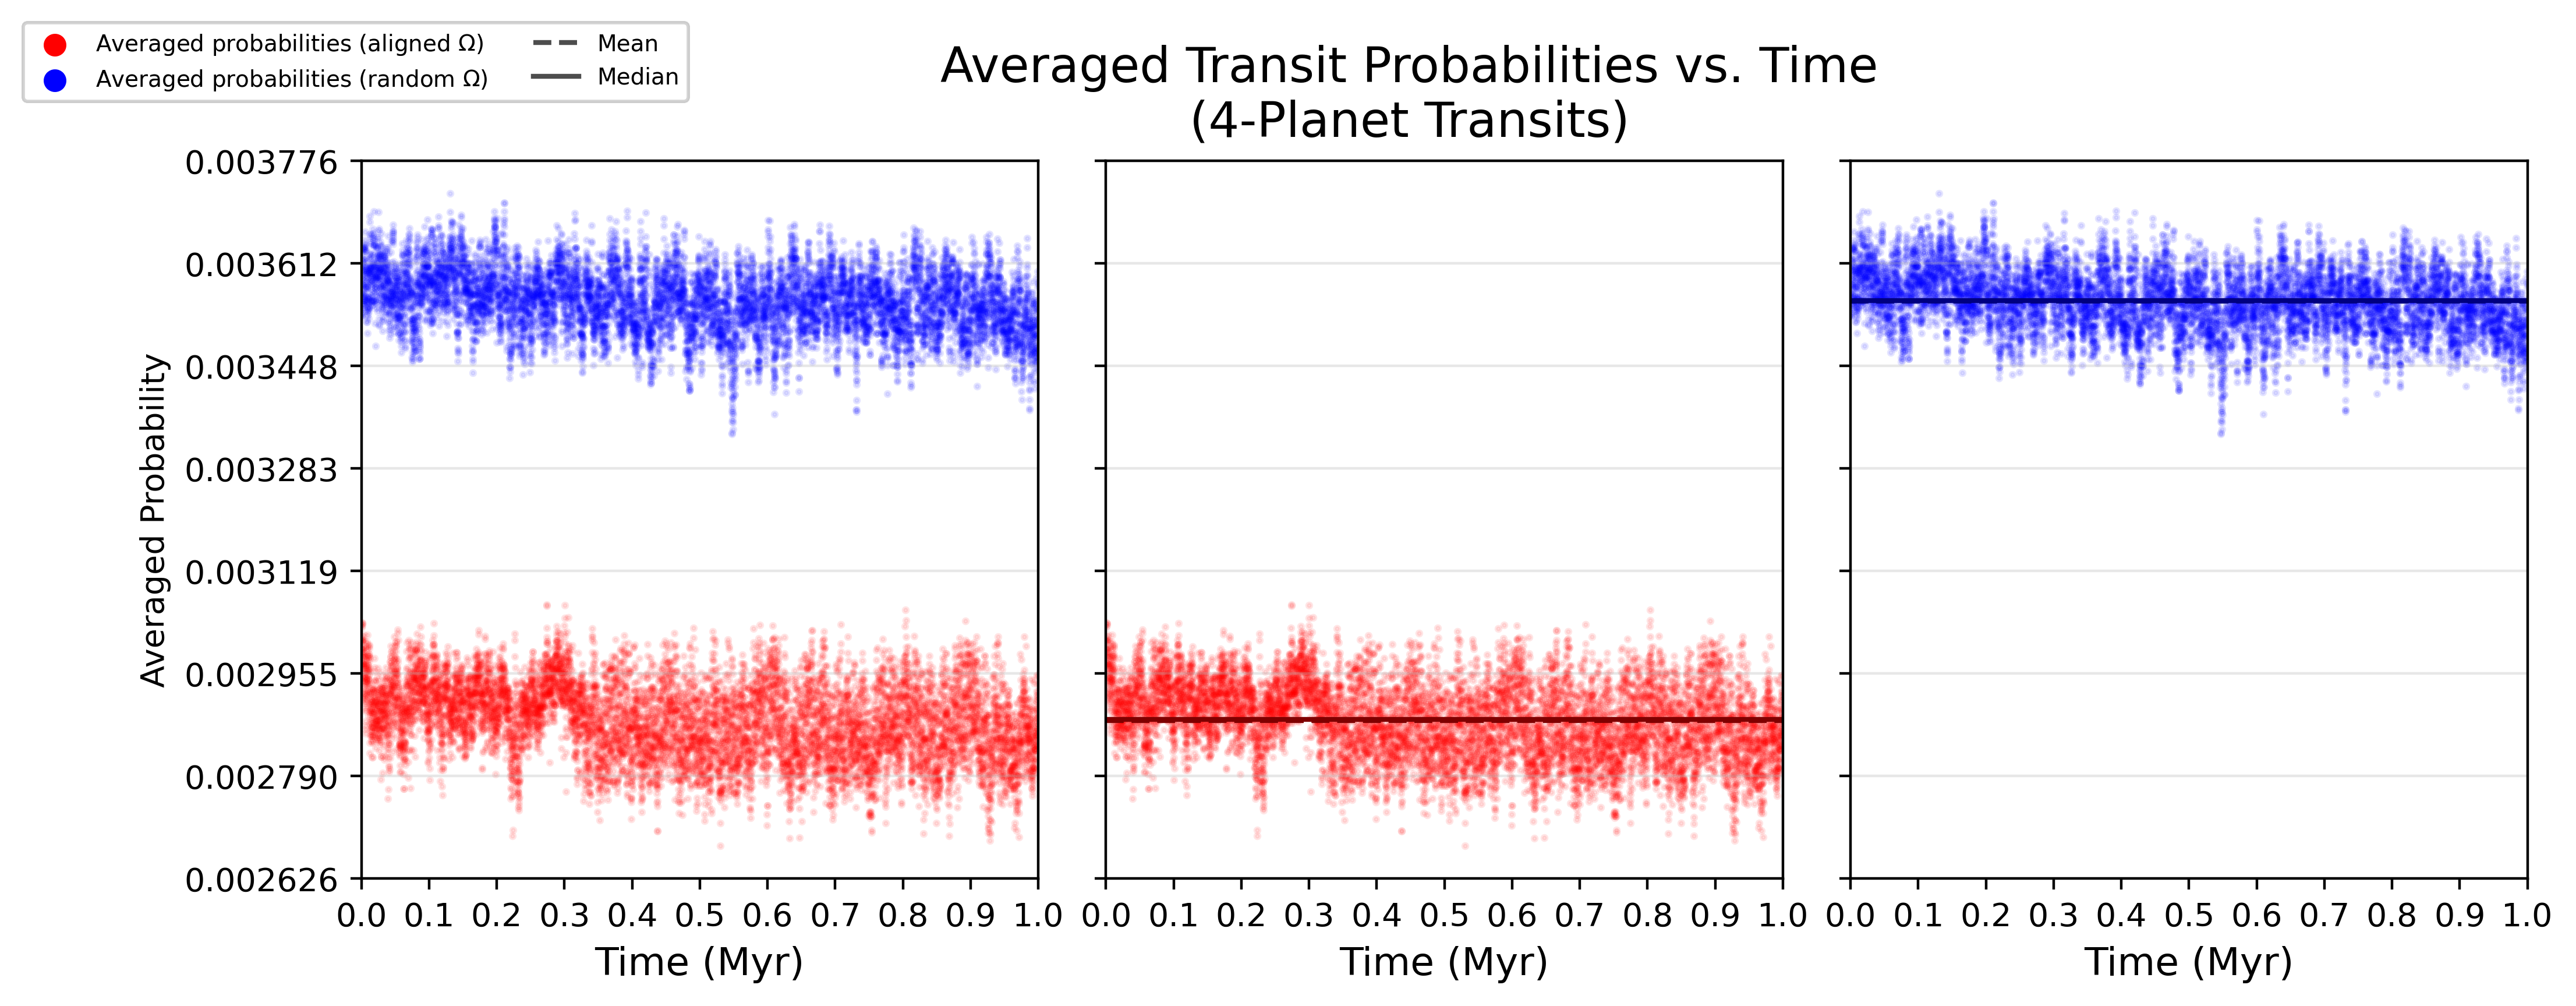 Averaged probabilities (aligned Ω)
Averaged probabilities (random Ω)
Mean
Median
Averaged Transit Probabilities vs. Time
(4-Planet Transits)
Averaged Probability
0.003776
0.003612
0.003448
0.003283
0.003119
0.002955
0.002790
0.002626
0.0 0.1 0.2 0.3 0.4 0.5 0.6 0.7 0.8 0.9 1.0
Time (Myr)
0.0 0.1 0.2 0.3 0.4 0.5 0.6 0.7 0.8 0.9 1.0
Time (Myr)
0.0 0.1 0.2 0.3 0.4 0.5 0.6 0.7 0.8 0.9 1.0
Time (Myr)